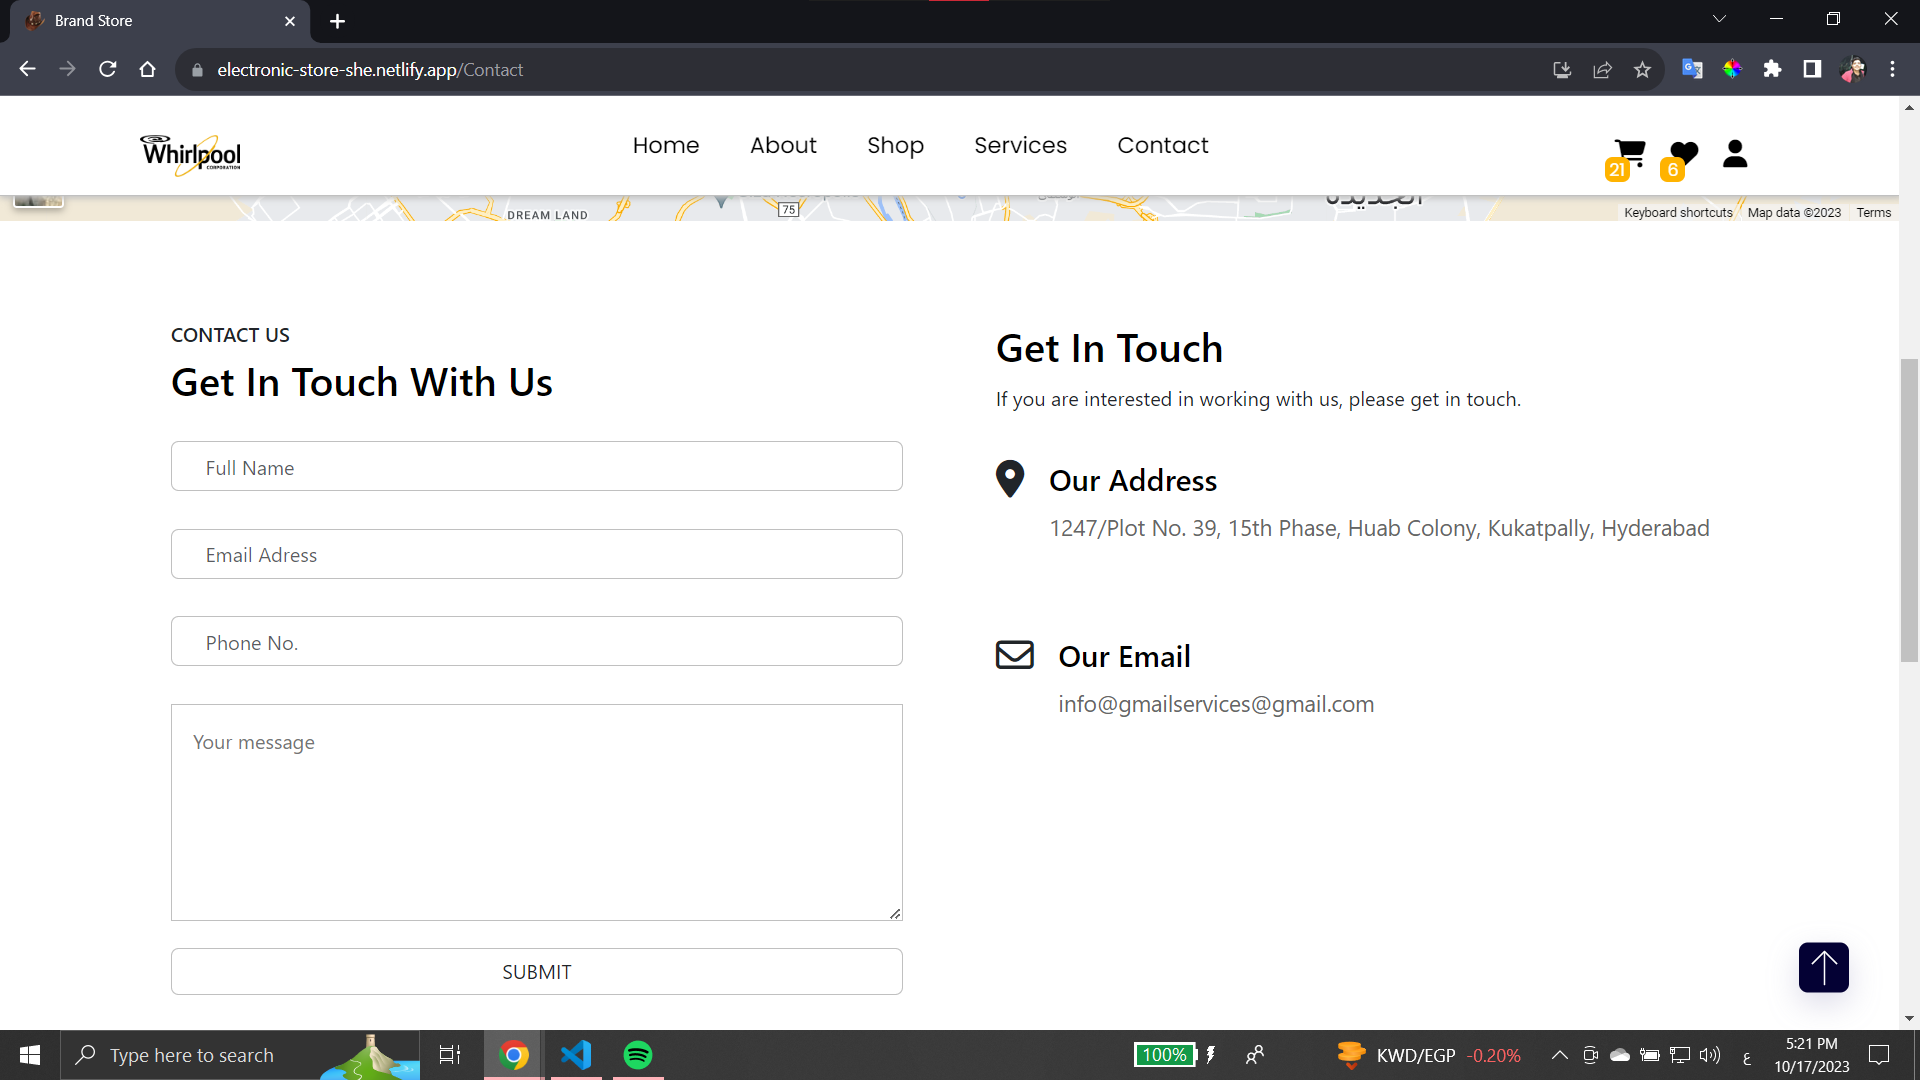 Brand Store
electronic-store-she.netlify.app/Contact
Whirlpool
CORPORATION
Home About Shop Services Contact
21 6
DREAM LAND
75
الجديدة
Keyboard shortcuts Map data ©2023 Terms
CONTACT US
Get In Touch With Us
Full Name
Email Adress
Phone No.
Your message
SUBMIT
Get In Touch
If you are interested in working with us, please get in touch.
Our Address
1247/Plot No. 39, 15th Phase, Huab Colony, Kukatpally, Hyderabad
Our Email
info@gmailservices@gmail.com
Type here to search
100%
KWD/EGP -0.20%
ع
5:21 PM
10/17/2023